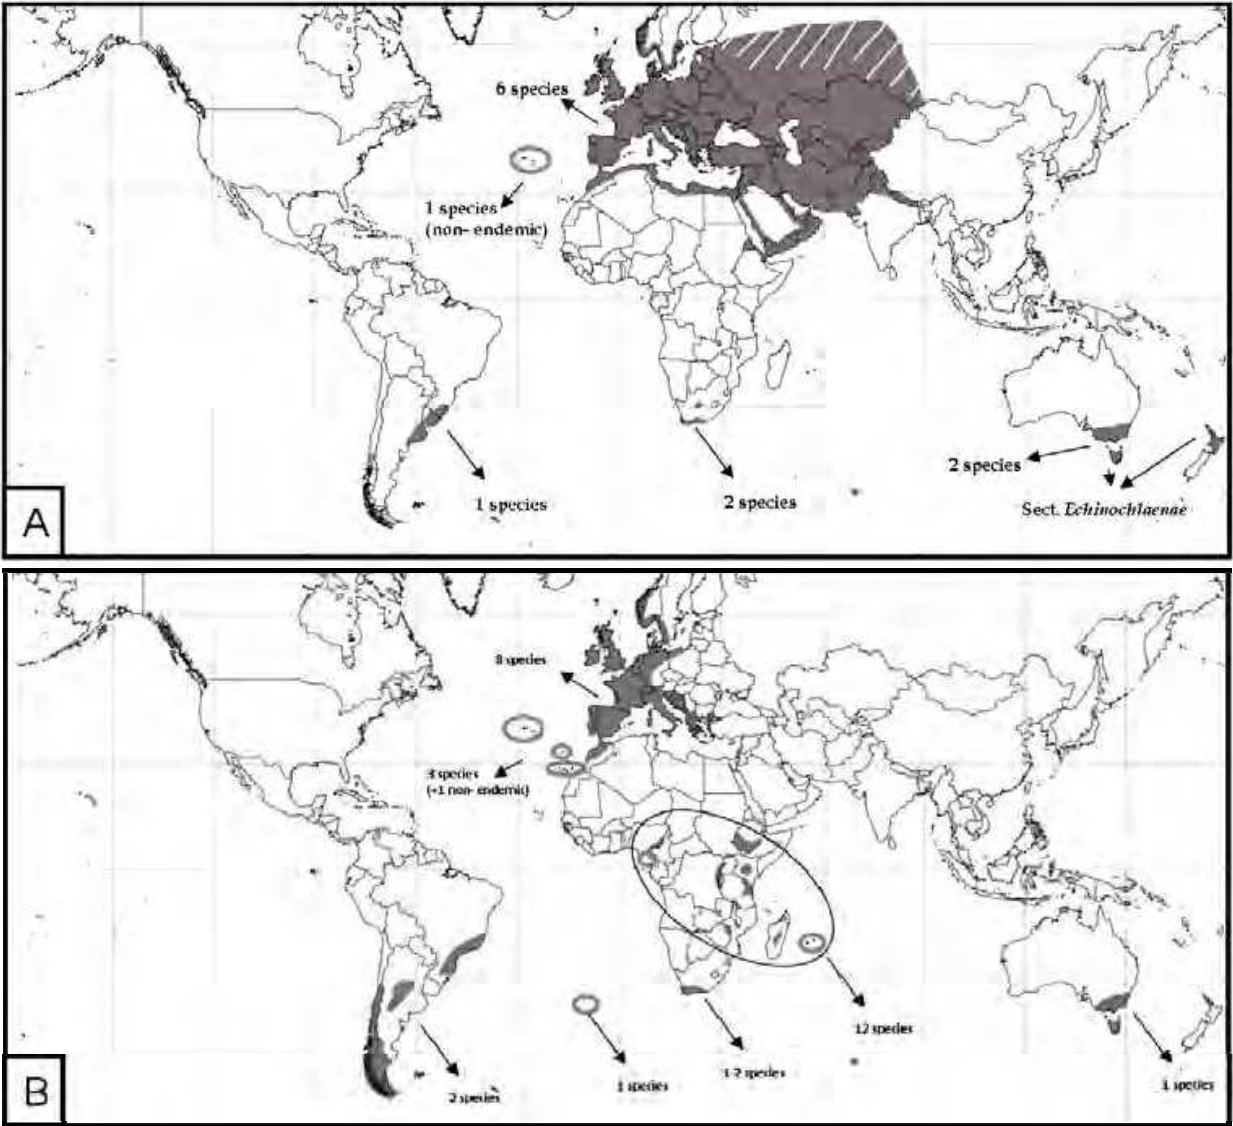 6 species
1 species
(non- endemic)
1 species
2 species
2 species
Sect. Echinochlaenae
A
8 species
3 species
(+1 non- endemic)
12 species
2 species
1 species
1-2 species
1 species
B